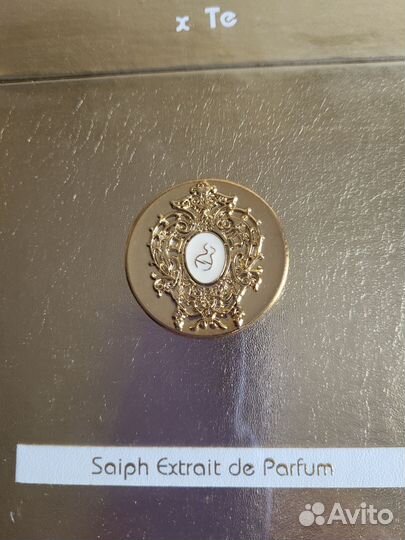 x Te
Saiph Extrait de Parfum
Avito